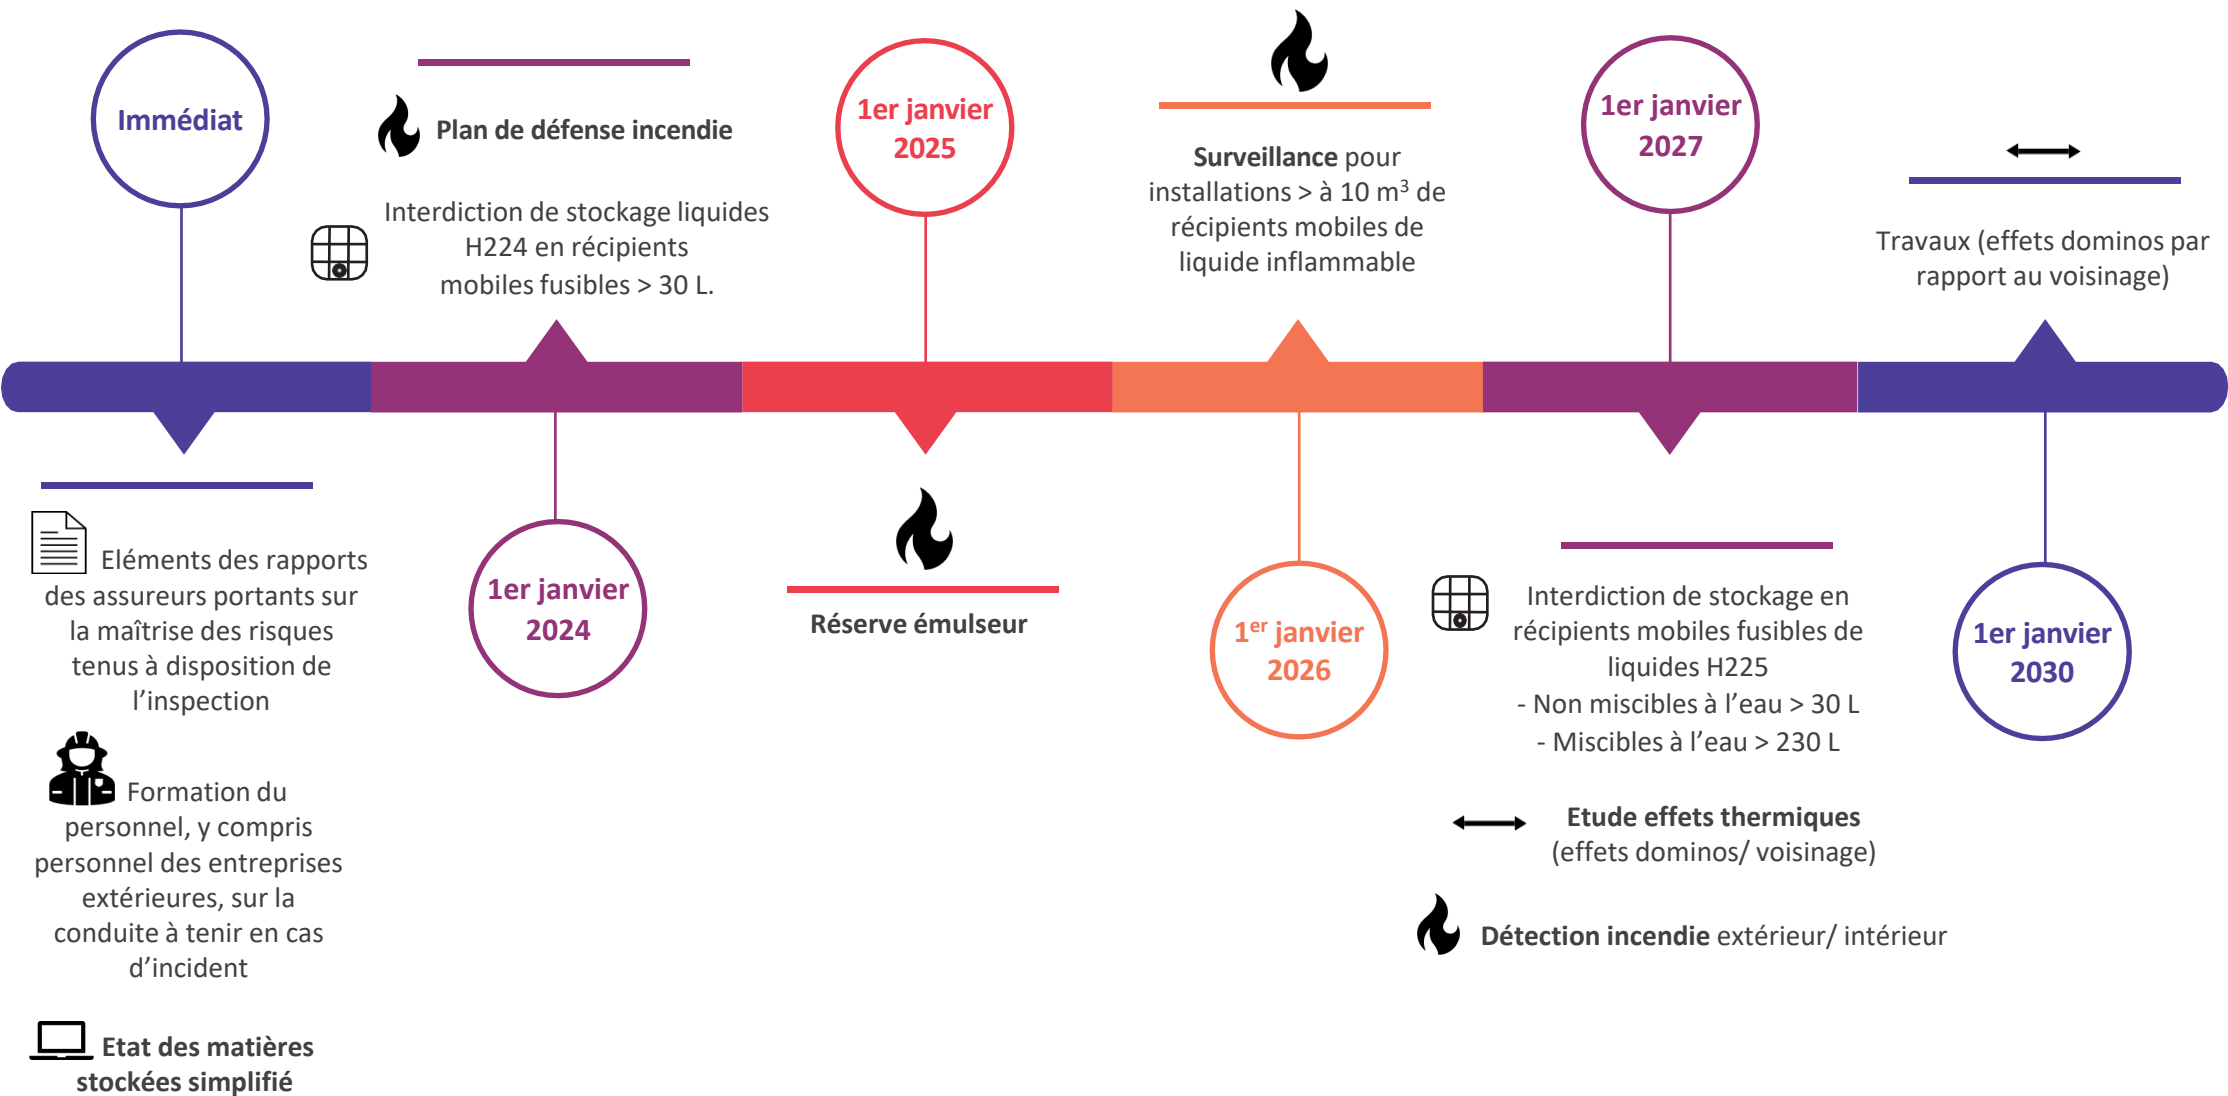 Immédiat
Eléments des rapports
des assureurs portants sur
la maîtrise des risques
tenus à disposition de
l’inspection
Formation du
personnel, y compris
personnel des entreprises
extérieures, sur la
conduite à tenir en cas
d’incident
Etat des matières
stockées simplifié
Plan de défense incendie
Interdiction de stockage liquides
H224 en récipients
mobiles fusibles > 30 L.
1er janvier
2024
1er janvier
2025
Réserve émulseur
Surveillance pour
installations > à 10 m³ de
récipients mobiles de
liquide inflammable
1er janvier
2026
1er janvier
2027
Interdiction de stockage en
récipients mobiles fusibles de
liquides H225
- Non miscibles à l’eau > 30 L
- Miscibles à l’eau > 230 L
Etude effets thermiques
(effets dominos/ voisinage)
Détection incendie extérieur/ intérieur
Travaux (effets dominos par
rapport au voisinage)
1er janvier
2030